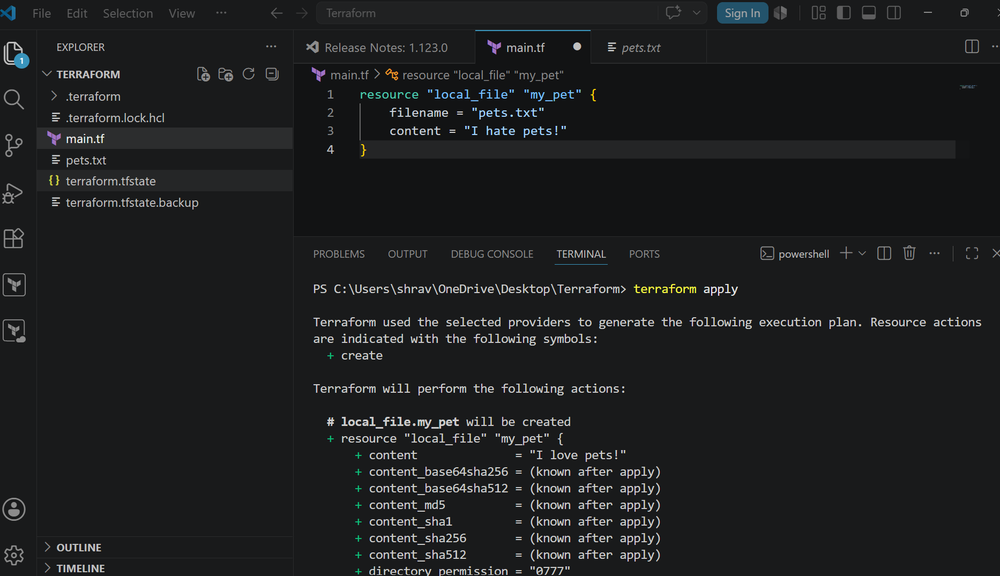 File Edit Selection View ··· Terraform Sign In
EXPLORER ···
TERRAFORM
.terraform
.terraform.lock.hcl
main.tf
pets.txt
{} terraform.tfstate
terraform.tfstate.backup
OUTLINE
TIMELINE
1
Release Notes: 1.123.0 main.tf pets.txt
main.tf > resource "local_file" "my_pet"
1 resource "local_file" "my_pet" {
2 filename = "pets.txt"
3 content = "I hate pets!"
4 }
PROBLEMS OUTPUT DEBUG CONSOLE TERMINAL PORTS powershell
PS C:\Users\shrav\OneDrive\Desktop\Terraform> terraform apply
Terraform used the selected providers to generate the following execution plan. Resource actions
are indicated with the following symbols:
+ create
Terraform will perform the following actions:
# local_file.my_pet will be created
+ resource "local_file" "my_pet" {
+ content = "I love pets!"
+ content_base64sha256 = (known after apply)
+ content_base64sha512 = (known after apply)
+ content_md5 = (known after apply)
+ content_sha1 = (known after apply)
+ content_sha256 = (known after apply)
+ content_sha512 = (known after apply)
+ directory_permission = "0777"